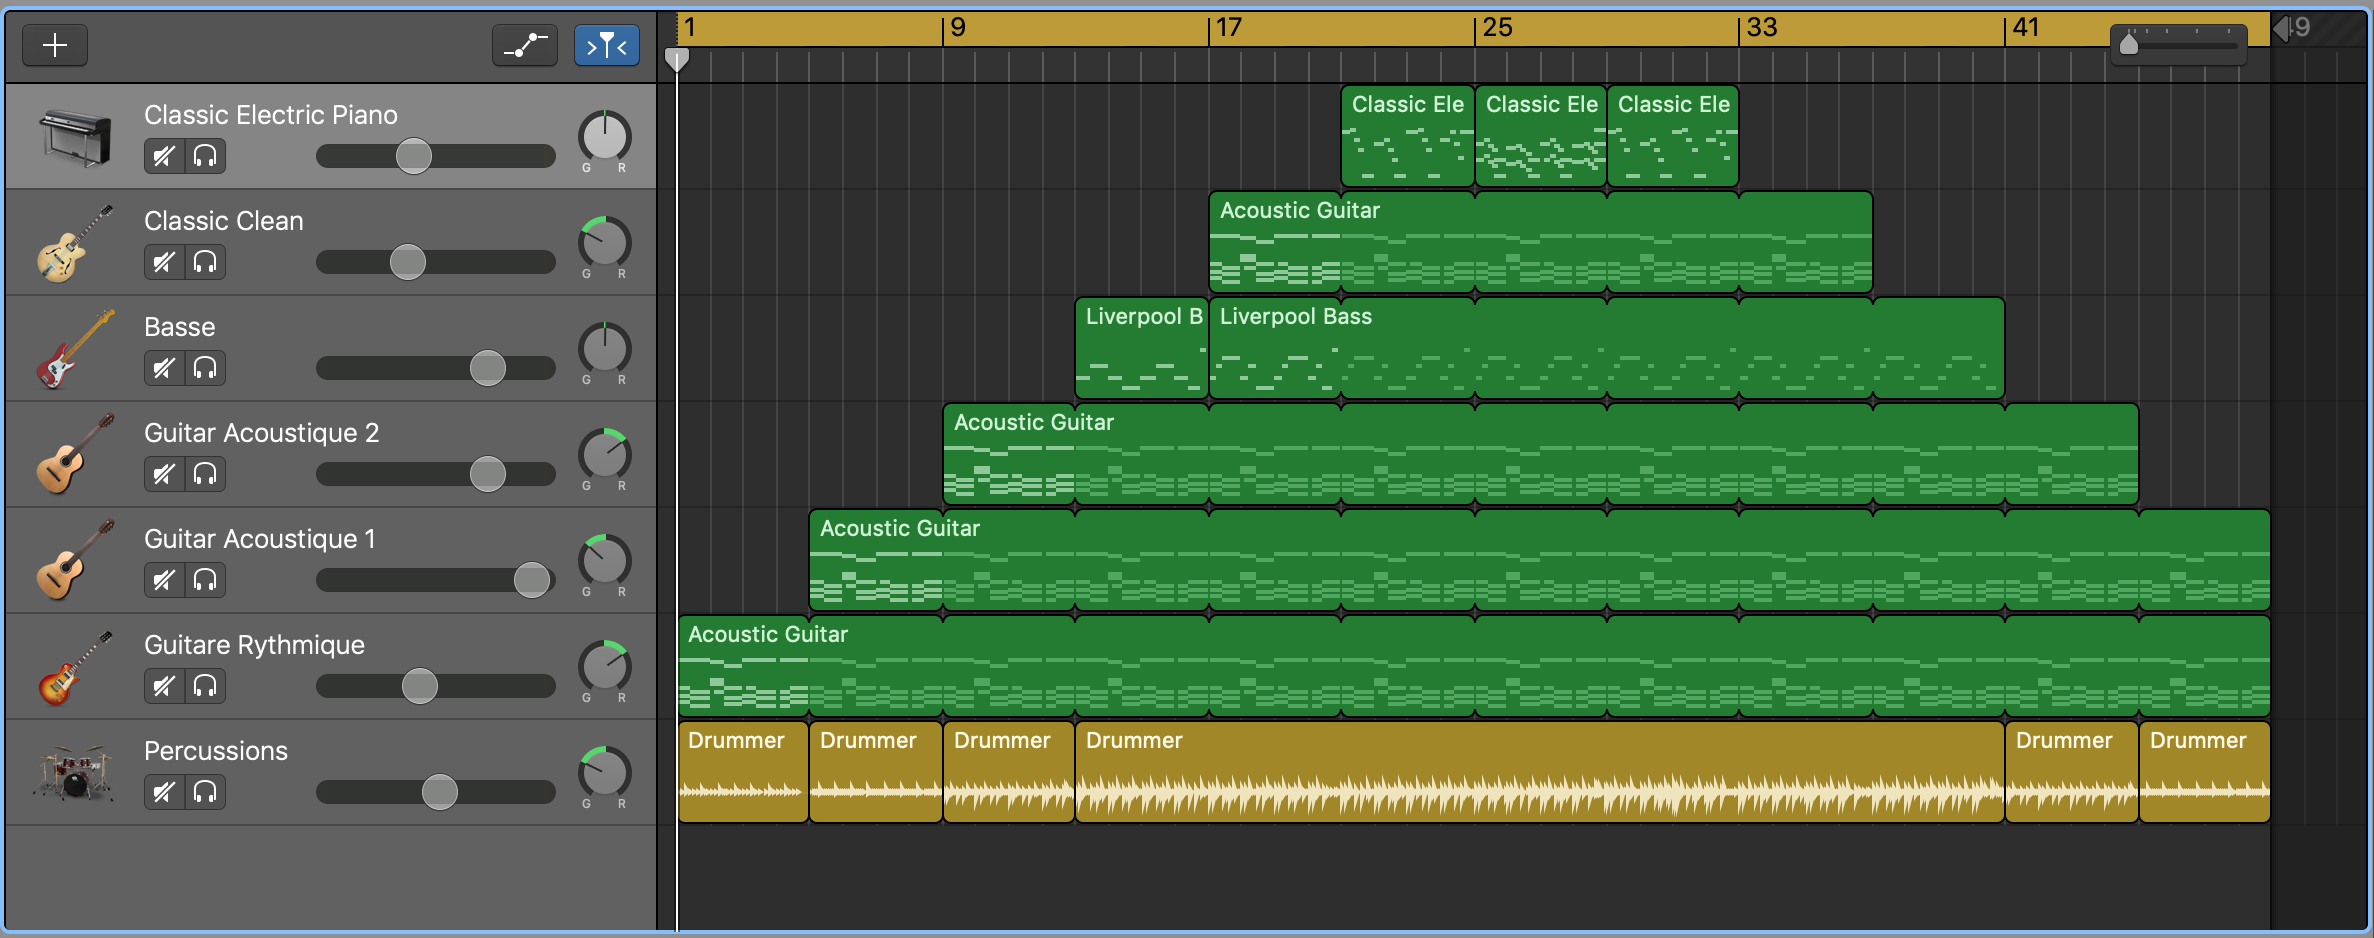 1 9 17 25 33 41 49
Classic Electric Piano
G R
Classic Ele Classic Ele Classic Ele
Classic Clean
G R
Acoustic Guitar
Basse
G R
Liverpool B Liverpool Bass
Guitar Acoustique 2
G R
Acoustic Guitar
Guitar Acoustique 1
G R
Acoustic Guitar
Guitare Rythmique
G R
Acoustic Guitar
Percussions
G R
Drummer Drummer Drummer Drummer Drummer Drummer